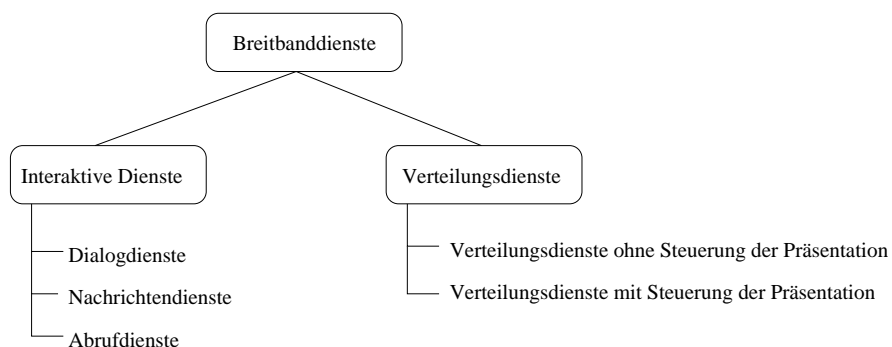 Breitbanddienste
Interaktive Dienste
Verteilungsdienste
Dialogdienste
Nachrichtendienste
Abrufdienste
Verteilungsdienste ohne Steuerung der Präsentation
Verteilungsdienste mit Steuerung der Präsentation